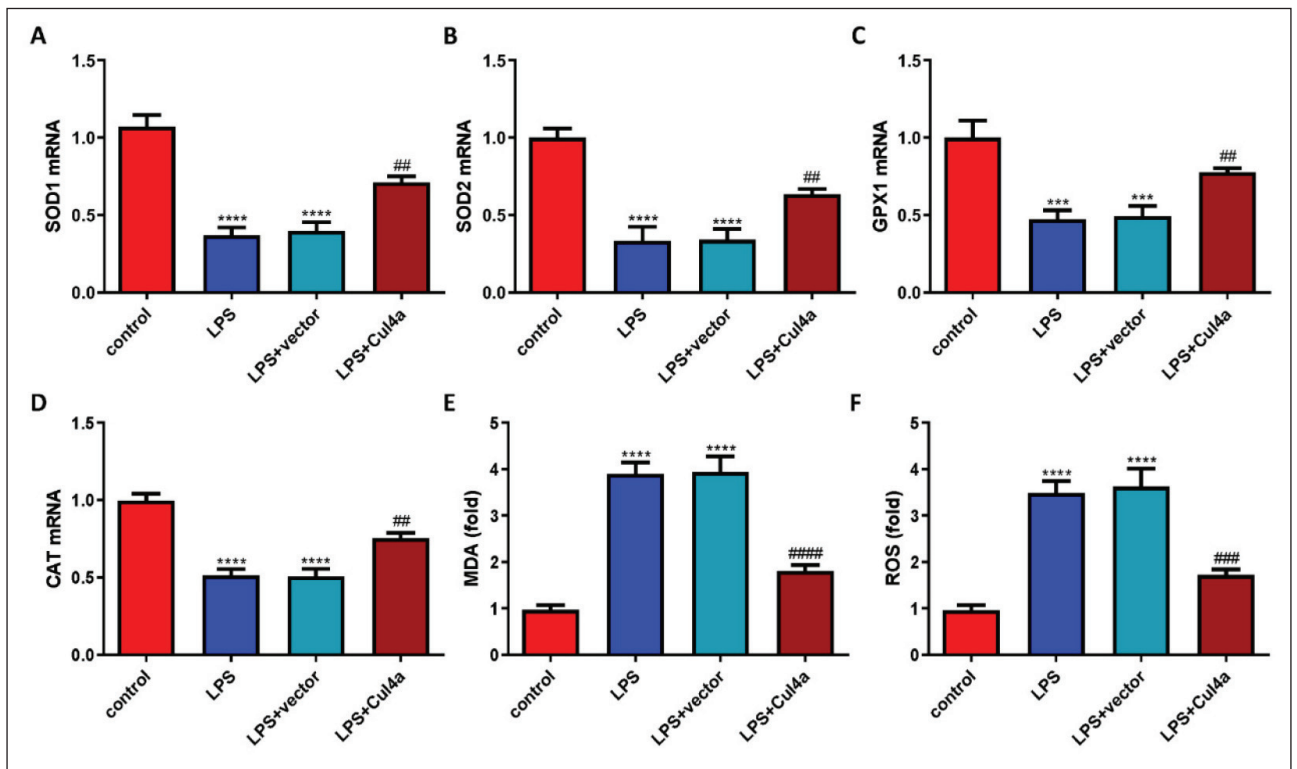 A
SOD1 mRNA
1.5
1.0
0.5
0.0
****
****
##
control
LPS
LPS+vector
LPS+Cul4a
B
SOD2 mRNA
1.5
1.0
0.5
0.0
****
****
##
control
LPS
LPS+vector
LPS+Cul4a
C
GPX1 mRNA
1.5
1.0
0.5
0.0
***
***
##
control
LPS
LPS+vector
LPS+Cul4a
D
CAT mRNA
1.5
1.0
0.5
0.0
****
****
##
control
LPS
LPS+vector
LPS+Cul4a
E
MDA (fold)
5
4
3
2
1
0
****
****
####
control
LPS
LPS+vector
LPS+Cul4a
F
ROS (fold)
5
4
3
2
1
0
****
****
###
control
LPS
LPS+vector
LPS+Cul4a